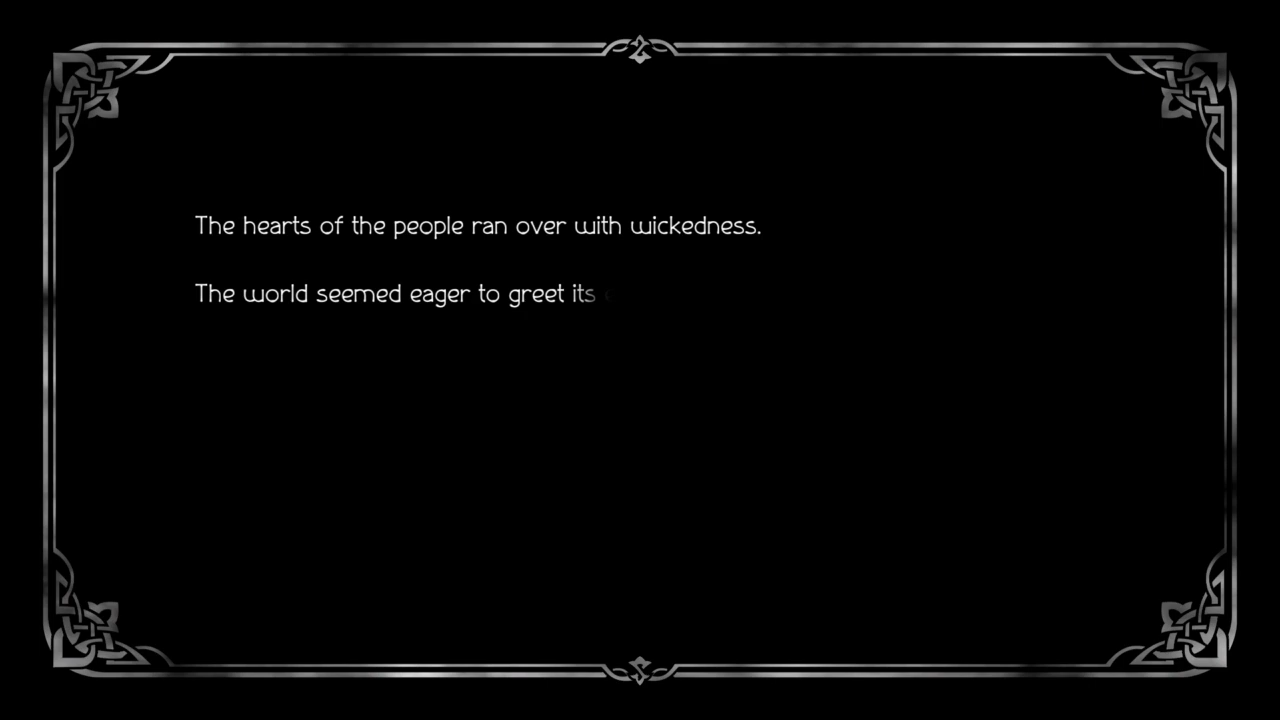 The hearts of the people ran over with wickedness.
The world seemed eager to greet its